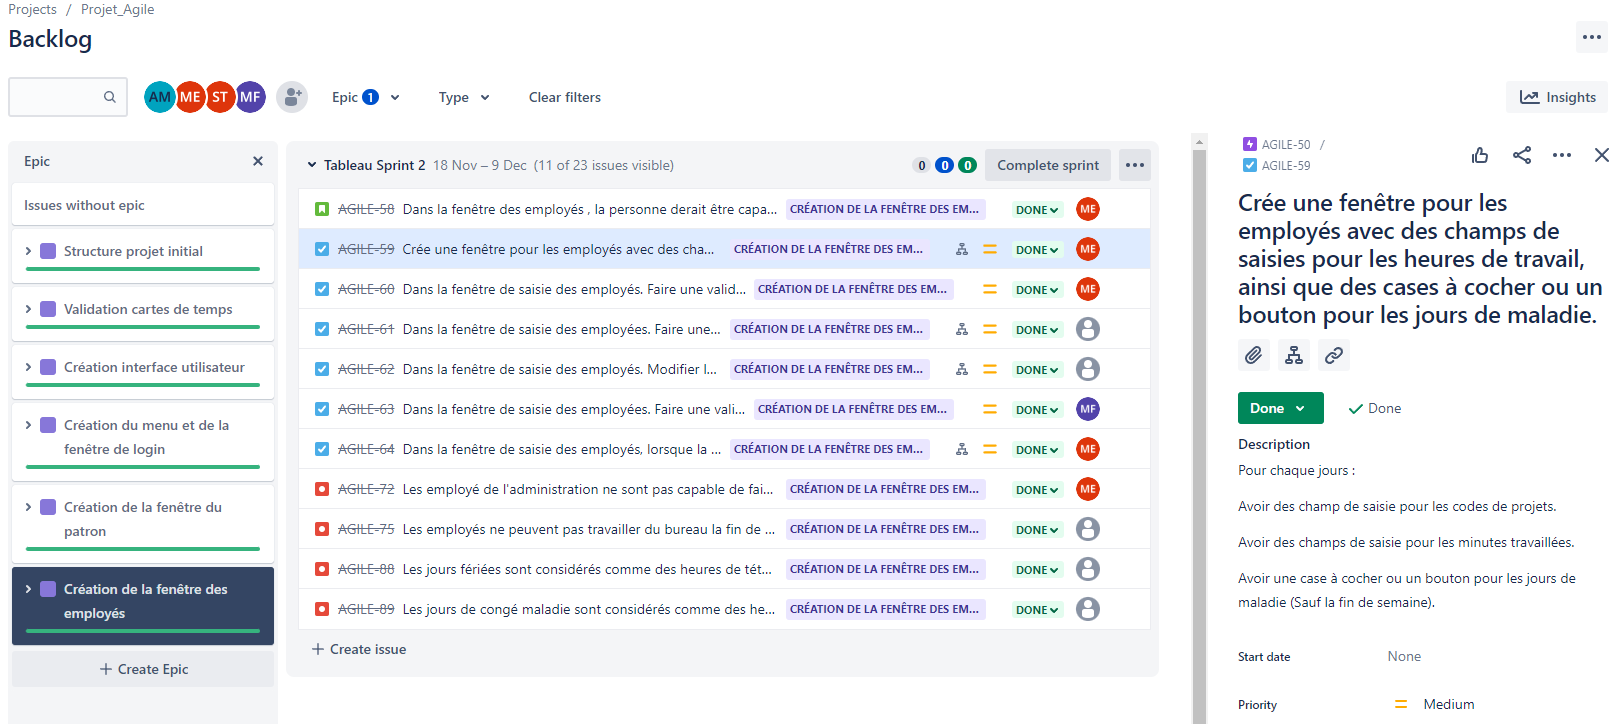 Projects / Projet_Agile
Backlog
AM ME ST MF Epic 1 Type Clear filters
Insights
Epic
Issues without epic
Structure projet initial
Validation cartes de temps
Création interface utilisateur
Création du menu et de la
fenêtre de login
Création de la fenêtre du
patron
Création de la fenêtre des
employés
+ Create Epic
Tableau Sprint 2 18 Nov – 9 Dec (11 of 23 issues visible) 0 0 0 Complete sprint
AGILE-58 Dans la fenêtre des employés , la personne derait être capa... CRÉATION DE LA FENÊTRE DES EM... DONE ME
AGILE-59 Crée une fenêtre pour les employés avec des cha... CRÉATION DE LA FENÊTRE DES EM... DONE ME
AGILE-60 Dans la fenêtre de saisie des employés. Faire une valid... CRÉATION DE LA FENÊTRE DES EM... DONE ME
AGILE-61 Dans la fenêtre de saisie des employées. Faire une... CRÉATION DE LA FENÊTRE DES EM... DONE
AGILE-62 Dans la fenêtre de saisie des employés. Modifier l... CRÉATION DE LA FENÊTRE DES EM... DONE
AGILE-63 Dans la fenêtre de saisie des employées. Faire une vali... CRÉATION DE LA FENÊTRE DES EM... DONE MF
AGILE-64 Dans la fenêtre de saisie des employés, lorsque la ... CRÉATION DE LA FENÊTRE DES EM... DONE ME
AGILE-72 Les employé de l'administration ne sont pas capable de fai... CRÉATION DE LA FENÊTRE DES EM... DONE ME
AGILE-75 Les employés ne peuvent pas travailler du bureau la fin de ... CRÉATION DE LA FENÊTRE DES EM... DONE
AGILE-88 Les jours fériées sont considérés comme des heures de tét... CRÉATION DE LA FENÊTRE DES EM... DONE
AGILE-89 Les jours de congé maladie sont considérés comme des he... CRÉATION DE LA FENÊTRE DES EM... DONE
+ Create issue
AGILE-50 /
AGILE-59
Crée une fenêtre pour les
employés avec des champs de
saisies pour les heures de travail,
ainsi que des cases à cocher ou un
bouton pour les jours de maladie.
Done Done
Description
Pour chaque jours :
Avoir des champ de saisie pour les codes de projets.
Avoir des champs de saisie pour les minutes travaillées.
Avoir une case à cocher ou un bouton pour les jours de
maladie (Sauf la fin de semaine).
Start date None
Priority Medium